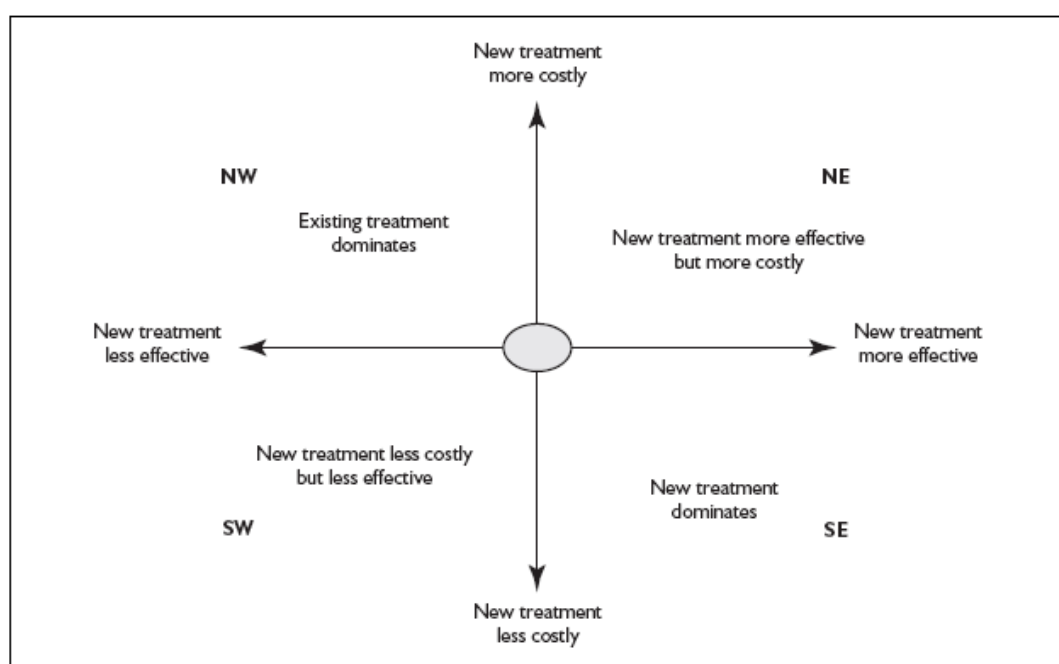 New treatment
more costly
NW
NE
Existing treatment
dominates
New treatment more effective
but more costly
New treatment
less effective
New treatment
more effective
New treatment less costly
but less effective
New treatment
dominates
SW
SE
New treatment
less costly